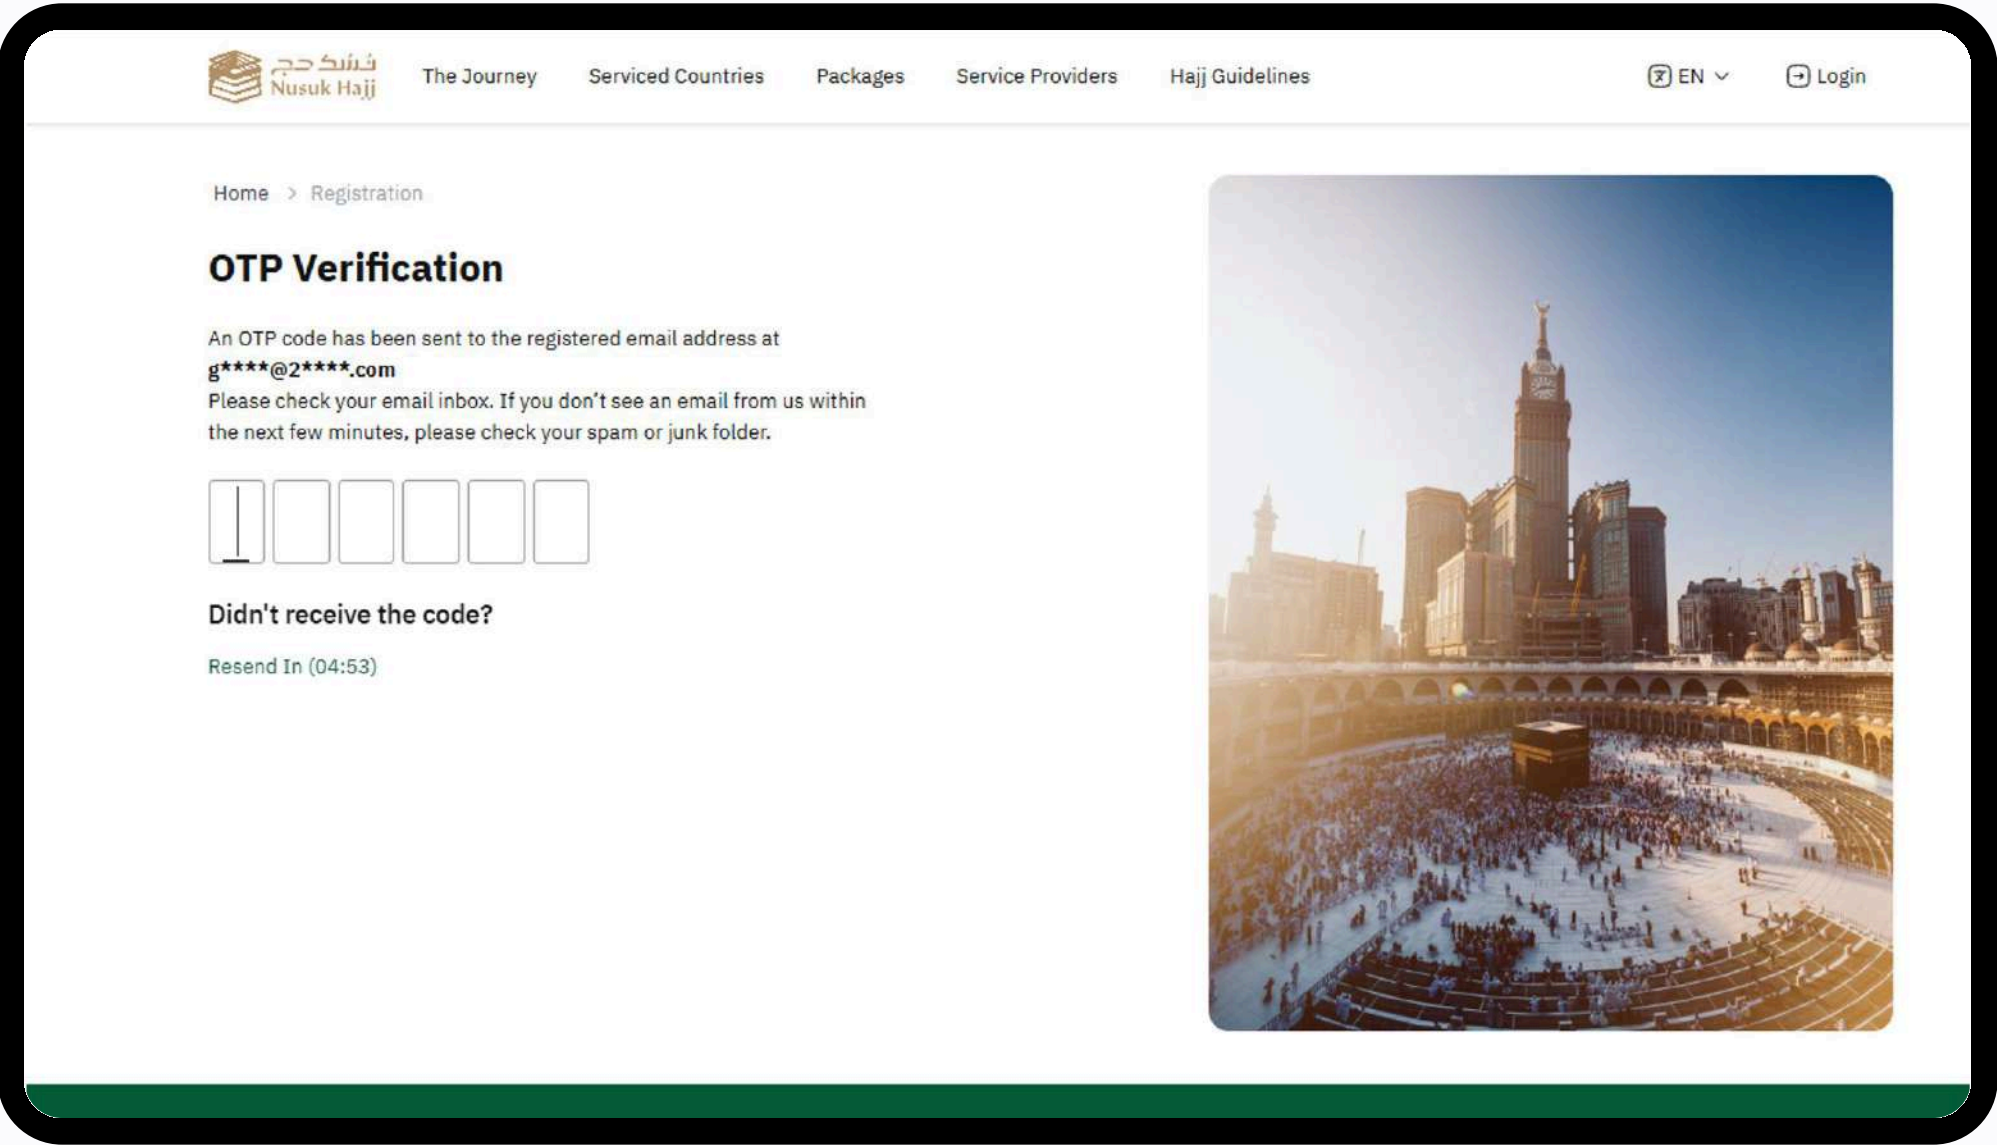 نسك حج
Nusuk Hajj
The Journey
Serviced Countries
Packages
Service Providers
Hajj Guidelines
EN
Login
Home > Registration
OTP Verification
An OTP code has been sent to the registered email address at
g****@2****.com
Please check your email inbox. If you don't see an email from us within
the next few minutes, please check your spam or junk folder.
Didn't receive the code?
Resend In (04:53)